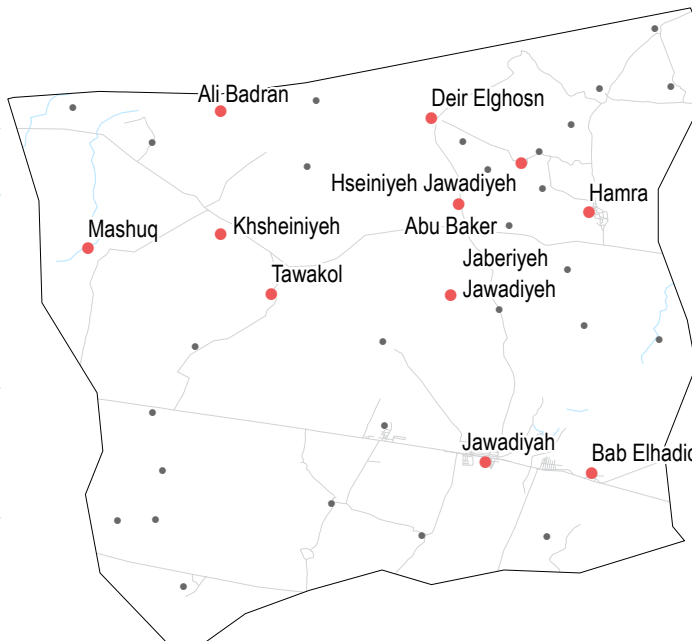 Ali Badran
Deir Elghosn
Hseiniyeh Jawadiyeh
Hamra
Mashuq
Khsheiniyeh
Abu Baker
Tawakol
Jaberiyeh
Jawadiyeh
Jawadiyah
Bab Elhadid